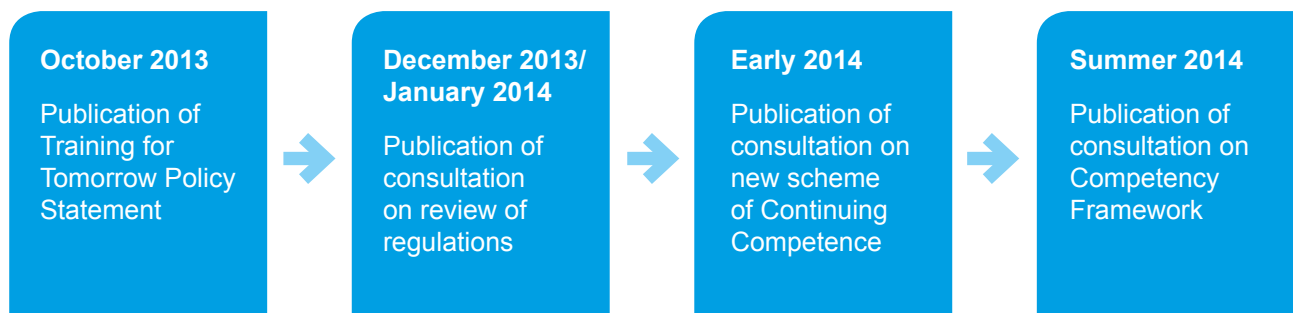 October 2013
Publication of
Training for
Tomorrow Policy
Statement
December 2013/
January 2014
Publication of
consultation
on review of
regulations
Early 2014
Publication of
consultation on
new scheme
of Continuing
Competence
Summer 2014
Publication of
consultation on
Competency
Framework